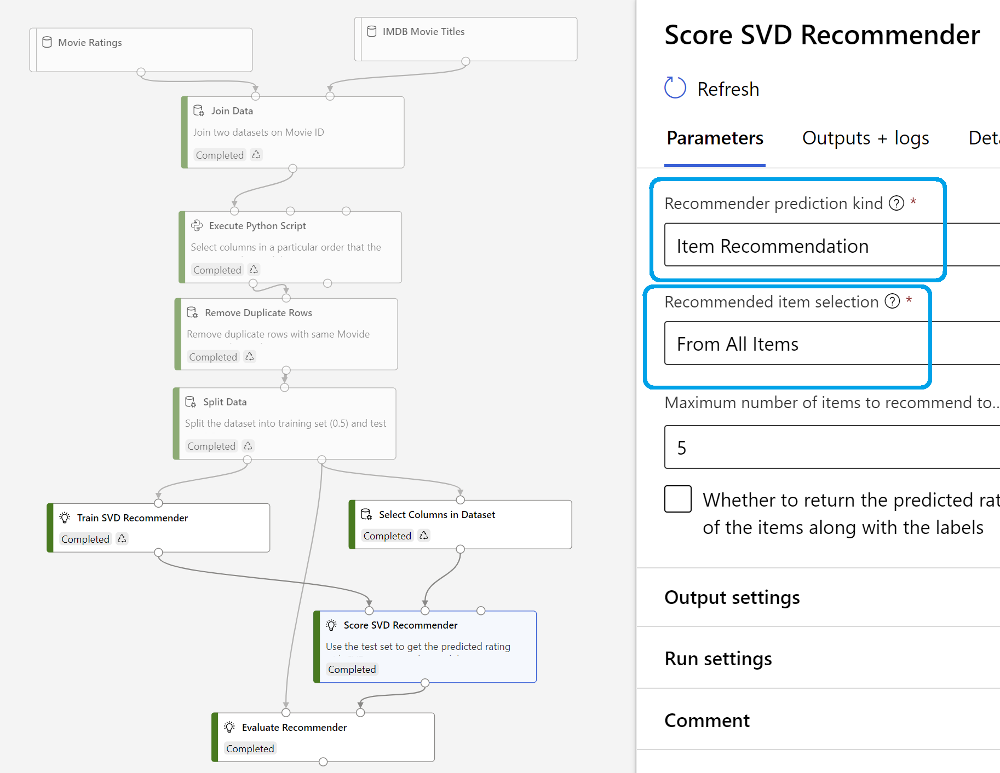 Movie Ratings
IMDB Movie Titles
Join Data
Join two datasets on Movie ID
Completed
Execute Python Script
Select columns in a particular order that the
Completed
Remove Duplicate Rows
Remove duplicate rows with same Movide
Completed
Split Data
Split the dataset into training set (0.5) and test
Completed
Train SVD Recommender
Completed
Select Columns in Dataset
Completed
Score SVD Recommender
Use the test set to get the predicted rating
Completed
Evaluate Recommender
Completed
Score SVD Recommender
Refresh
Parameters Outputs + logs Deta
Recommender prediction kind ? *
Item Recommendation
Recommended item selection ? *
From All Items
Maximum number of items to recommend to...
5
Whether to return the predicted rat
of the items along with the labels
Output settings
Run settings
Comment